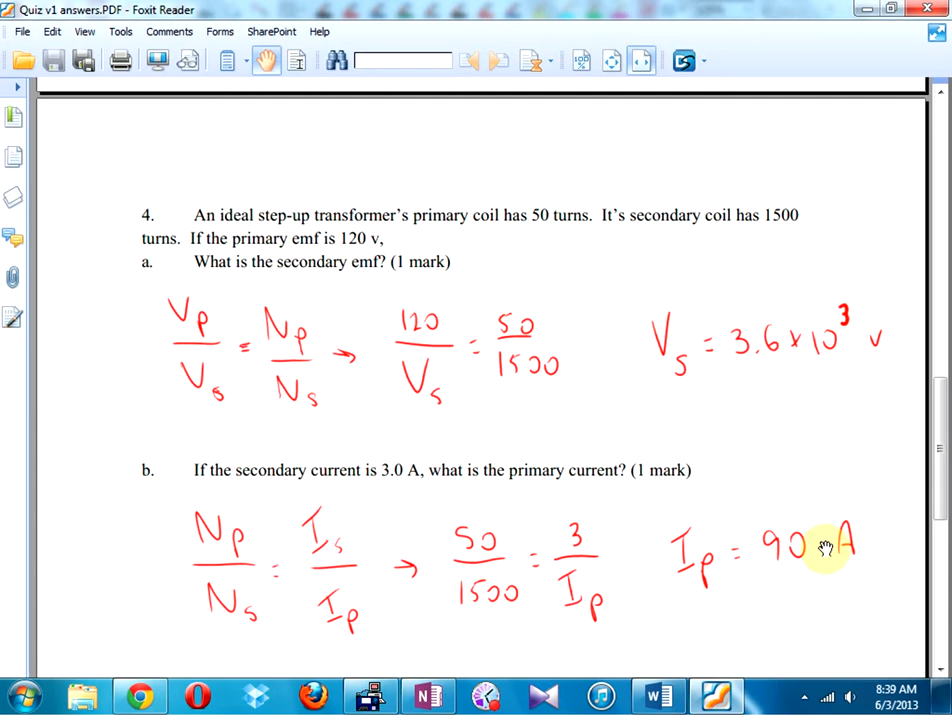 Quiz v1 answers.PDF - Foxit Reader
File Edit View Tools Comments Forms SharePoint Help
4. An ideal step-up transformer's primary coil has 50 turns. It's secondary coil has 1500
turns. If the primary emf is 120 v,
a. What is the secondary emf? (1 mark)
Vp/Vs = Np/Ns → 120/Vs = 50/1500 Vs = 3.6 × 10³ v
b. If the secondary current is 3.0 A, what is the primary current? (1 mark)
Np/Ns = Is/Ip → 50/1500 = 3/Ip Ip = 90 A
8:39 AM
6/3/2013